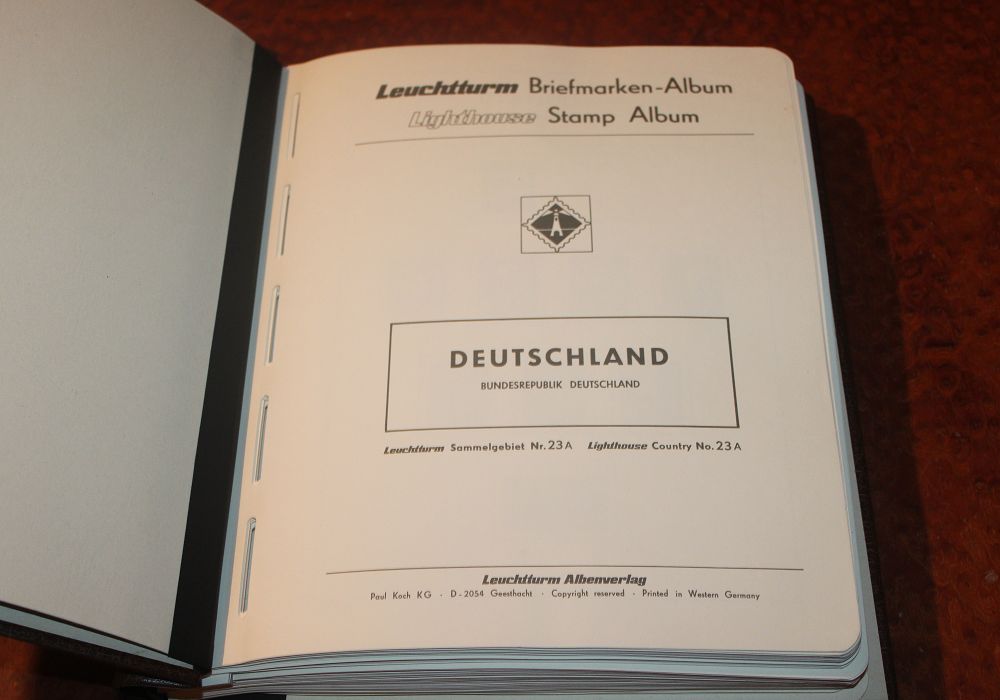 Leuchtturm Briefmarken-Album
Lighthouse Stamp Album
DEUTSCHLAND
BUNDESREPUBLIK DEUTSCHLAND
Leuchtturm Sammelgebiet Nr. 23 A Lighthouse Country No. 23 A
Leuchtturm Albenverlag
Paul Koch KG · D-2054 Geesthacht · Copyright reserved · Printed in Western Germany